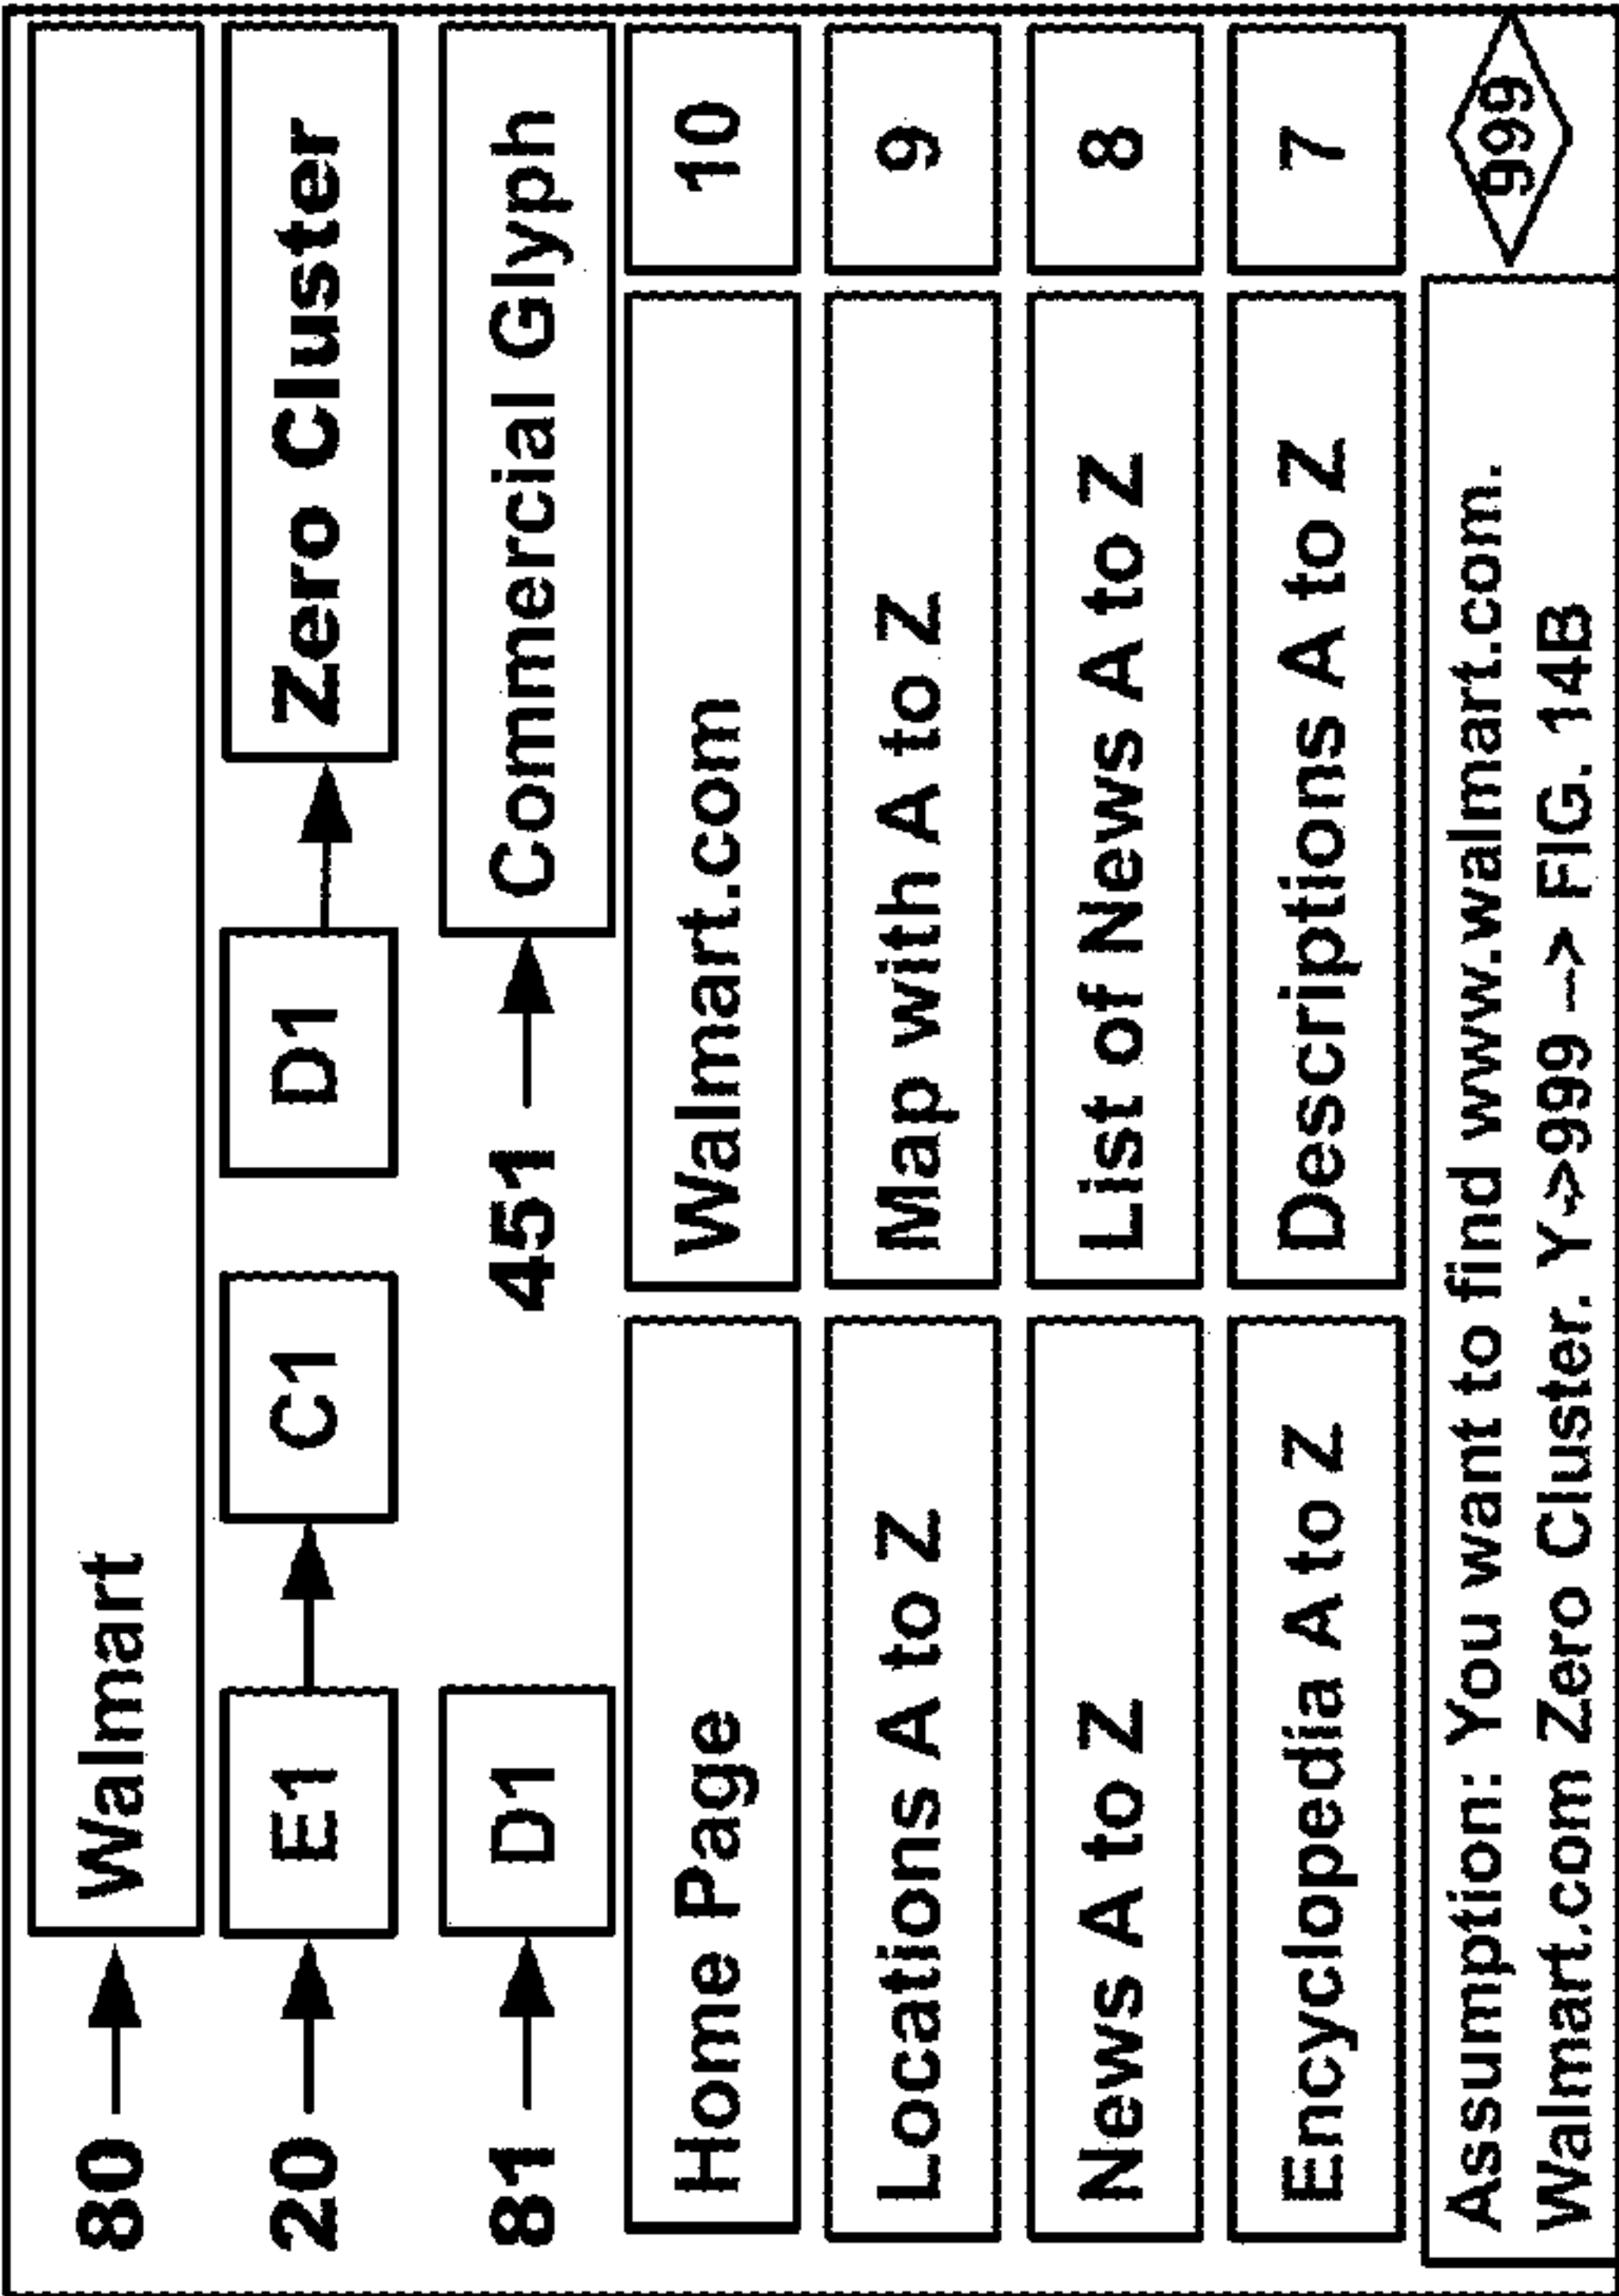 80 Walmart
20 E1 C1 D1 Zero Cluster
81 D1 451 Commercial Glyph
Home Page Walmart.com 10
Locations A to Z Map with A to Z 9
News A to Z List of News A to Z 8
Encyclopedia A to Z Descriptions A to Z 7
Assumption: You want to find www.walmart.com.
Walmart.com Zero Cluster. Y->999 --> FIG. 14B
999